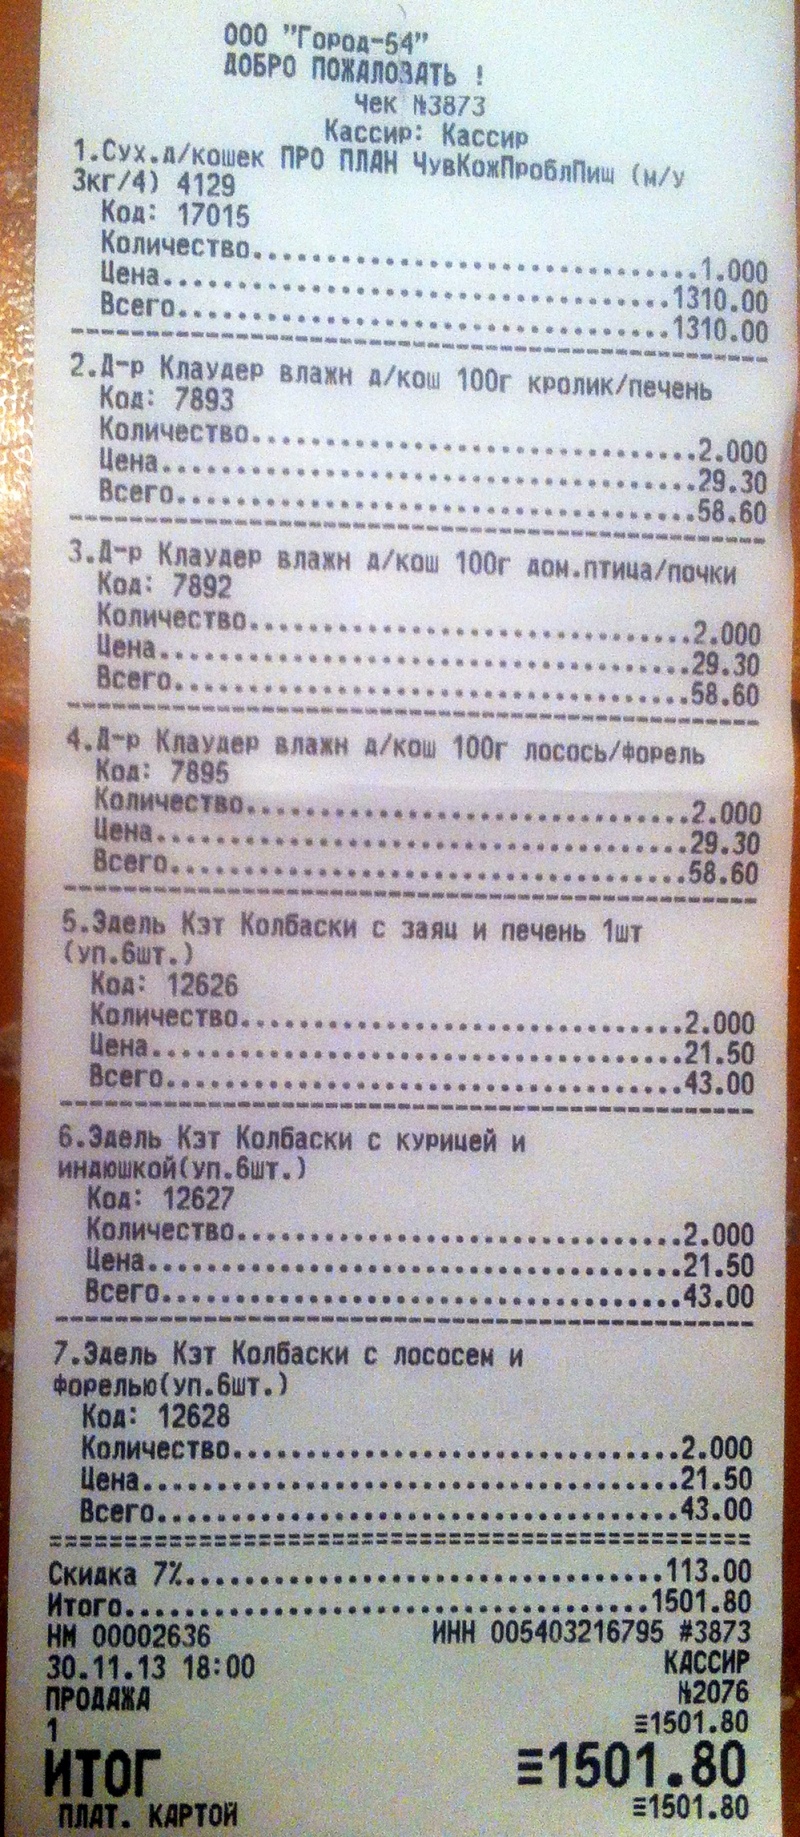 ООО "Город-54"
ДОБРО ПОЖАЛОВАТЬ !
Чек №3873
Кассир: Кассир
1.Сух.д/кошек ПРО ПЛАН ЧувКожПроблПиш (м/у
3кг/4) 4129
Код: 17015
Количество..............................1.000
Цена..............................1310.00
Всего..............................1310.00
2.Д-р Клаудер влажн д/кош 100г кролик/печень
Код: 7893
Количество..............................2.000
Цена..............................29.30
Всего..............................58.60
3.Д-р Клаудер влажн д/кош 100г дом.птица/почки
Код: 7892
Количество..............................2.000
Цена..............................29.30
Всего..............................58.60
4.Д-р Клаудер влажн д/кош 100г лосось/форель
Код: 7895
Количество..............................2.000
Цена..............................29.30
Всего..............................58.60
5.Эдель Кэт Колбаски с заяц и печень 1шт
(уп.6шт.)
Код: 12626
Количество..............................2.000
Цена..............................21.50
Всего..............................43.00
6.Эдель Кэт Колбаски с курицей и
индюшкой(уп.6шт.)
Код: 12627
Количество..............................2.000
Цена..............................21.50
Всего..............................43.00
7.Эдель Кэт Колбаски с лососем и
форелью(уп.6шт.)
Код: 12628
Количество..............................2.000
Цена..............................21.50
Всего..............................43.00
Скидка 7%..............................113.00
Итого..............................1501.80
НМ 00002636 ИНН 005403216795 #3873
30.11.13 18:00 КАССИР
ПРОДАЖА №2076
1 ≡1501.80
ИТОГ ≡1501.80
ПЛАТ. КАРТОЙ ≡1501.80